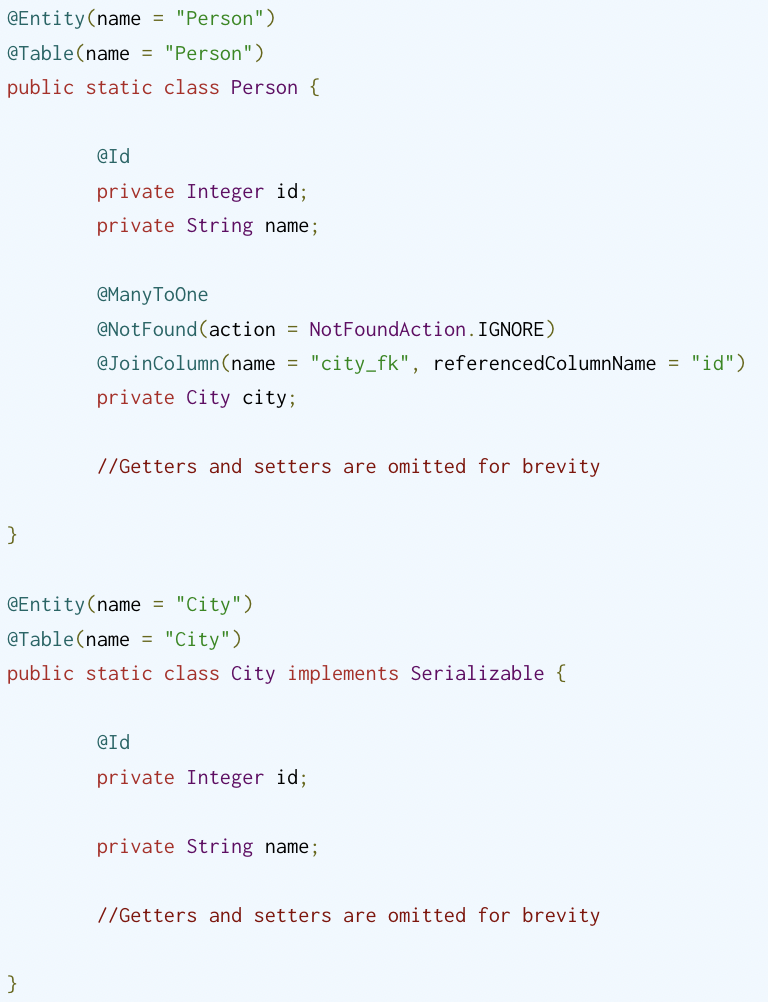 @Entity(name = "Person")
@Table(name = "Person")
public static class Person {
@Id
private Integer id;
private String name;
@ManyToOne
@NotFound(action = NotFoundAction.IGNORE)
@JoinColumn(name = "city_fk", referencedColumnName = "id")
private City city;
//Getters and setters are omitted for brevity
}
@Entity(name = "City")
@Table(name = "City")
public static class City implements Serializable {
@Id
private Integer id;
private String name;
//Getters and setters are omitted for brevity
}